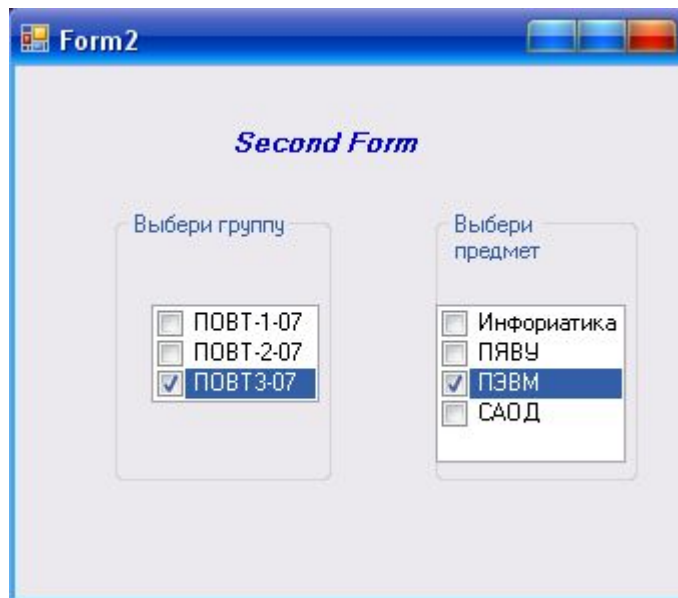 Form2
Second Form
Выбери группу
ПОВТ-1-07
ПОВТ-2-07
ПОВТ3-07
Выбери
предмет
Инфориатика
ПЯВУ
ПЭВМ
САОД